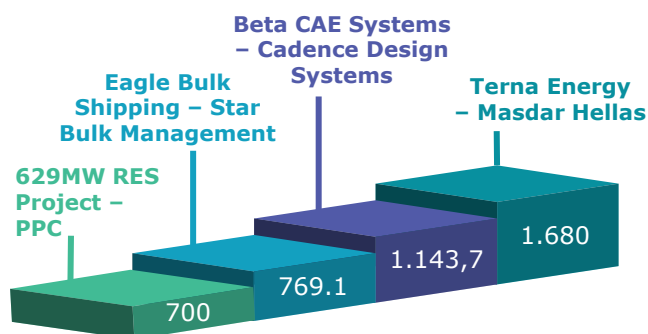 Beta CAE Systems
– Cadence Design
Systems
Eagle Bulk
Shipping – Star
Bulk Management
Terna Energy
– Masdar Hellas
629MW RES
Project –
PPC
700
769.1
1.143,7
1.680